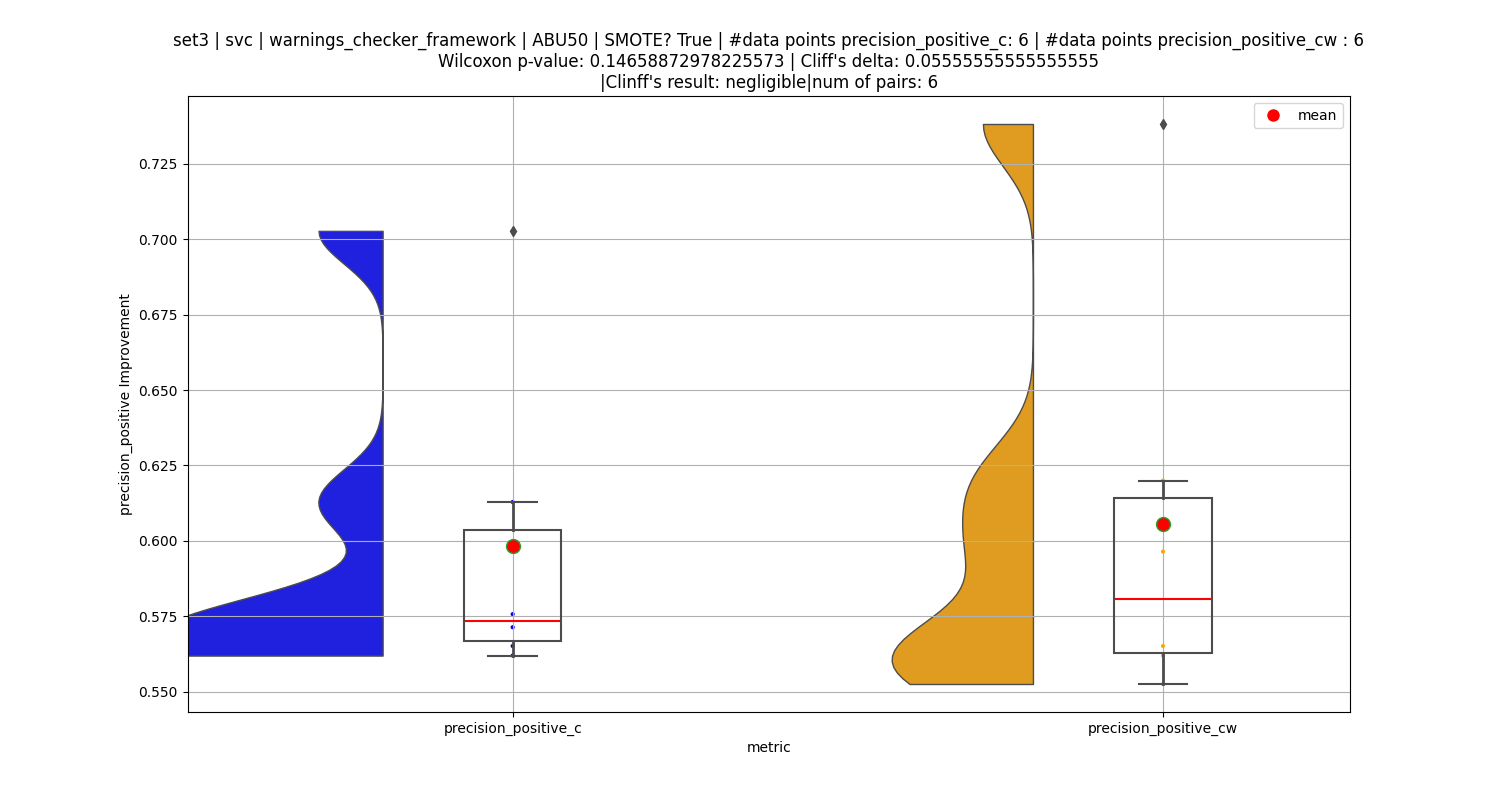 set3 | svc | warnings_checker_framework | ABU50 | SMOTE? True | #data points precision_positive_c: 6 | #data points precision_positive_cw : 6
Wilcoxon p-value: 0.14658872978225573 | Cliff's delta: 0.05555555555555555
|Clinff's result: negligible|num of pairs: 6
mean
0.725
0.700
0.675
0.650
0.625
0.600
0.575
0.550
precision_positive Improvement
precision_positive_c
precision_positive_cw
metric